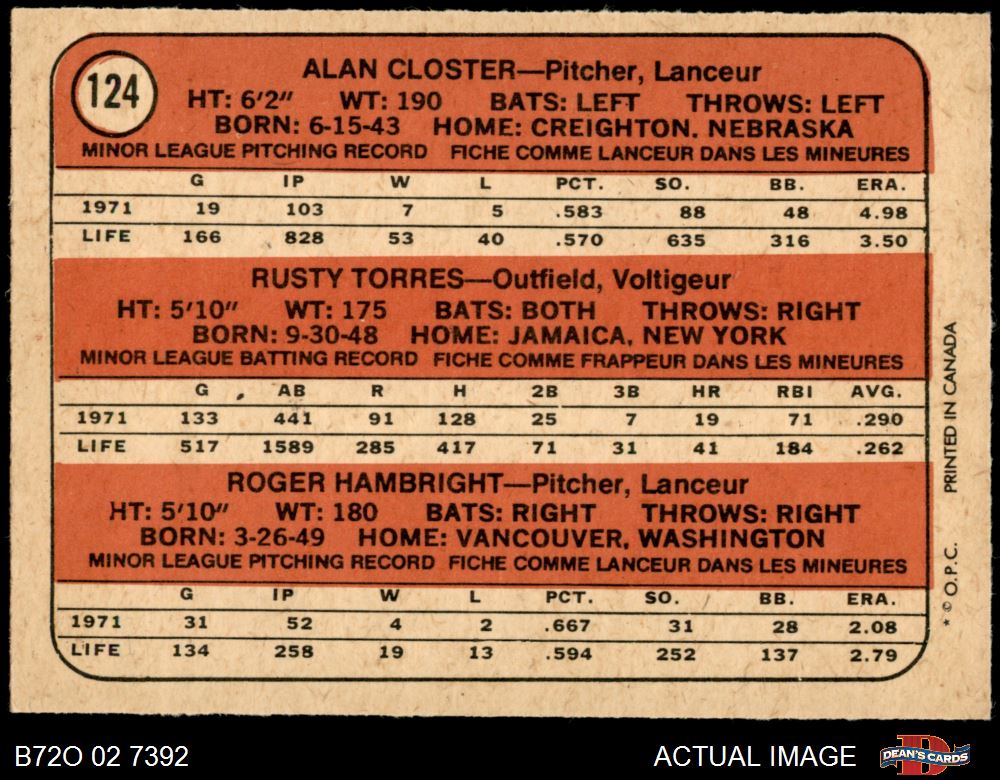 124
ALAN CLOSTER—Pitcher, Lanceur
HT: 6'2" WT: 190 BATS: LEFT THROWS: LEFT
BORN: 6-15-43 HOME: CREIGHTON. NEBRASKA
MINOR LEAGUE PITCHING RECORD FICHE COMME LANCEUR DANS LES MINEURES
G IP W L PCT. SO. BB. ERA.
1971 19 103 7 5 .583 88 48 4.98
LIFE 166 828 53 40 .570 635 316 3.50
RUSTY TORRES—Outfield, Voltigeur
HT: 5'10" WT: 175 BATS: BOTH THROWS: RIGHT
BORN: 9-30-48 HOME: JAMAICA, NEW YORK
MINOR LEAGUE BATTING RECORD FICHE COMME FRAPPEUR DANS LES MINEURES
G AB R H 2B 3B HR RBI AVG.
1971 133 441 91 128 25 7 19 71 .290
LIFE 517 1589 285 417 71 31 41 184 .262
ROGER HAMBRIGHT—Pitcher, Lanceur
HT: 5'10" WT: 180 BATS: RIGHT THROWS: RIGHT
BORN: 3-26-49 HOME: VANCOUVER, WASHINGTON
MINOR LEAGUE PITCHING RECORD FICHE COMME LANCEUR DANS LES MINEURES
G IP W L PCT. SO. BB. ERA.
1971 31 52 4 2 .667 31 28 2.08
LIFE 134 258 19 13 .594 252 137 2.79
* © O.P.C. PRINTED IN CANADA
B72O 02 7392
ACTUAL IMAGE
DEAN'S CARDS